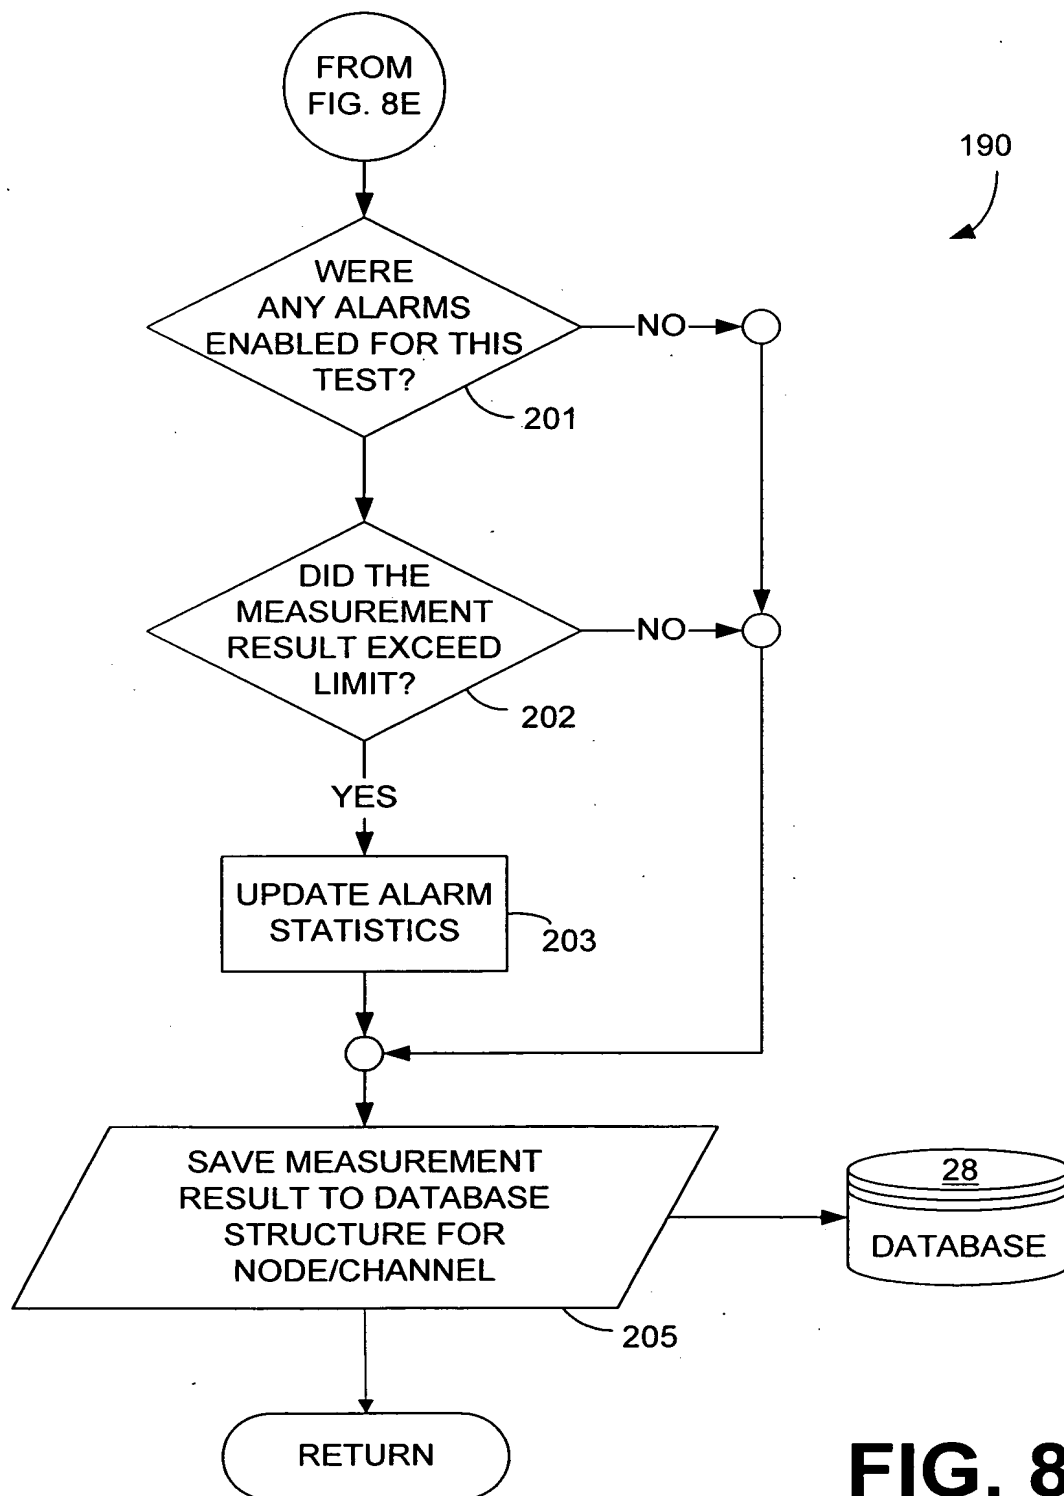 FROM
FIG. 8E
190
WERE
ANY ALARMS
ENABLED FOR THIS
TEST?
NO
201
DID THE
MEASUREMENT
RESULT EXCEED
LIMIT?
NO
202
YES
UPDATE ALARM
STATISTICS
203
SAVE MEASUREMENT
RESULT TO DATABASE
STRUCTURE FOR
NODE/CHANNEL
28
DATABASE
205
RETURN
FIG. 8